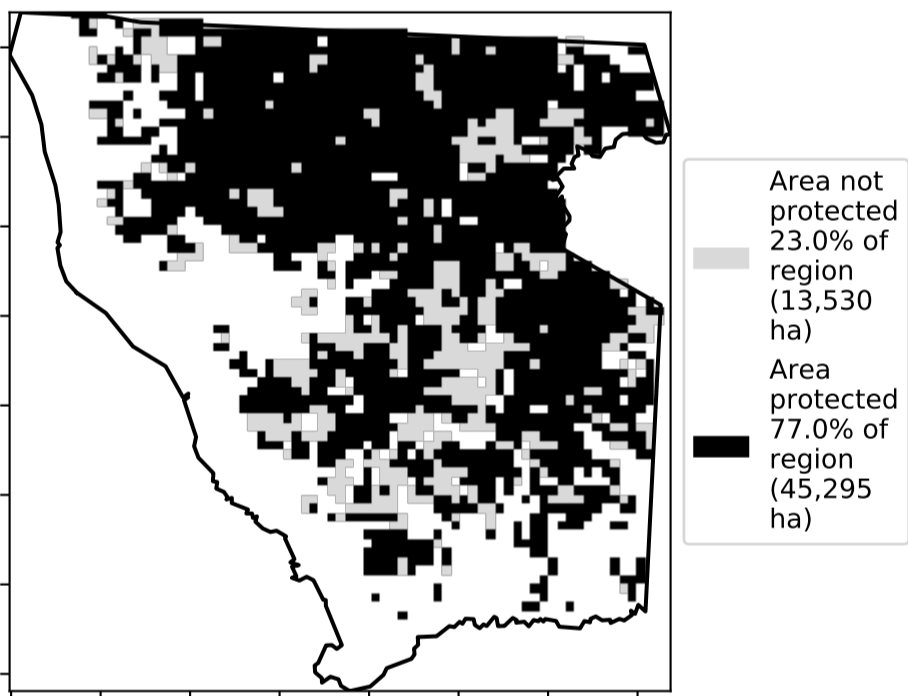 Area not
protected
23.0% of
region
(13,530
ha)
Area
protected
77.0% of
region
(45,295
ha)